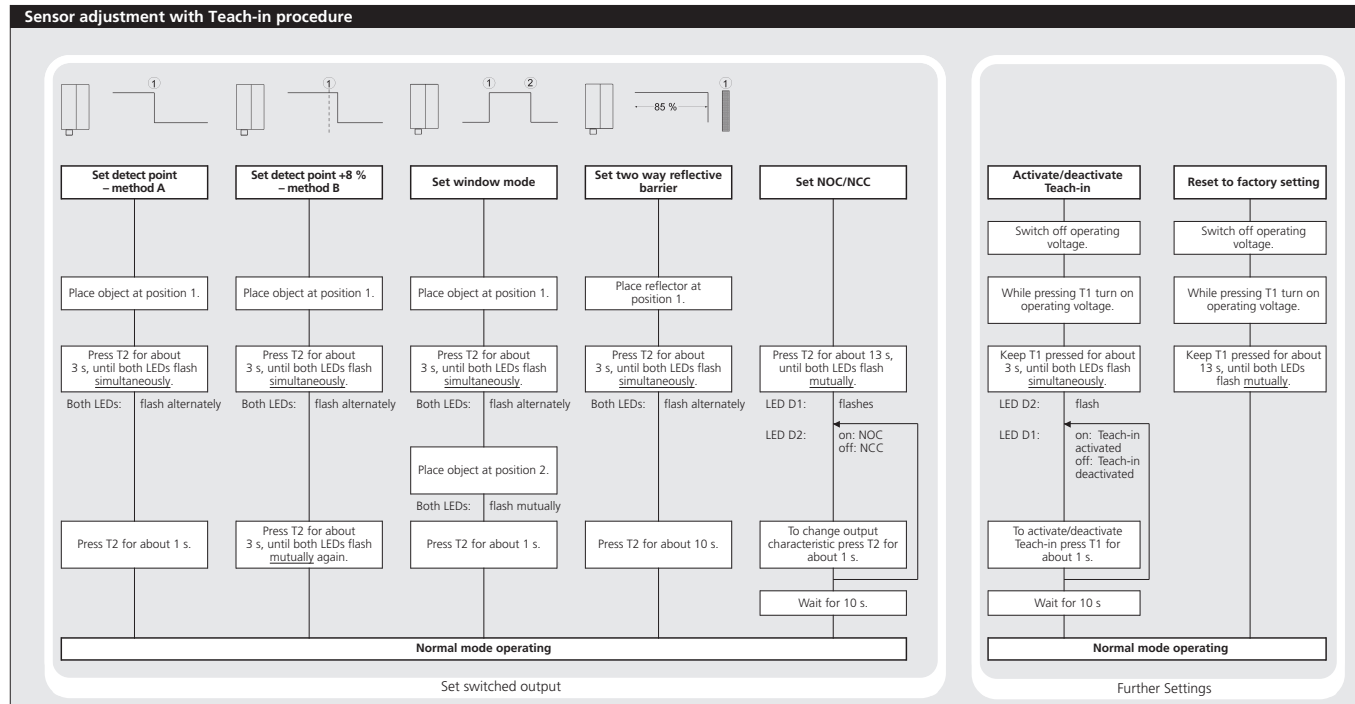 Sensor adjustment with Teach-in procedure
1
1
1
2
85 %
1
Set detect point
– method A
Place object at position 1.
Press T2 for about
3 s, until both LEDs flash
simultaneously.
Both LEDs: flash alternately
Press T2 for about 1 s.
Set detect point +8 %
– method B
Place object at position 1.
Press T2 for about
3 s, until both LEDs flash
simultaneously.
Both LEDs: flash alternately
Press T2 for about
3 s, until both LEDs flash
mutually again.
Set window mode
Place object at position 1.
Press T2 for about
3 s, until both LEDs flash
simultaneously.
Both LEDs: flash alternately
Place object at position 2.
Both LEDs: flash mutually
Press T2 for about 1 s.
Set two way reflective
barrier
Place reflector at
position 1.
Press T2 for about
3 s, until both LEDs flash
simultaneously.
Both LEDs: flash alternately
Press T2 for about 10 s.
Set NOC/NCC
Press T2 for about 13 s,
until both LEDs flash
mutually.
LED D1: flashes
LED D2: on: NOC
off: NCC
To change output
characteristic press T2 for
about 1 s.
Wait for 10 s.
Normal mode operating
Set switched output
Activate/deactivate
Teach-in
Switch off operating
voltage.
While pressing T1 turn on
operating voltage.
Keep T1 pressed for about
3 s, until both LEDs flash
simultaneously.
LED D2: flash
LED D1: on: Teach-in
activated
off: Teach-in
deactivated
To activate/deactivate
Teach-in press T1 for
about 1 s.
Wait for 10 s
Reset to factory setting
Switch off operating
voltage.
While pressing T1 turn on
operating voltage.
Keep T1 pressed for about
13 s, until both LEDs
flash mutually.
Normal mode operating
Further Settings